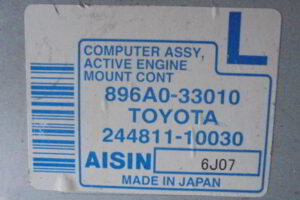 L
COMPUTER ASSY,
ACTIVE ENGINE
MOUNT CONT
896A0-33010
TOYOTA
244811-10030
AISIN 6J07
MADE IN JAPAN